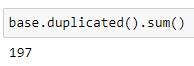 base.duplicated().sum()
197